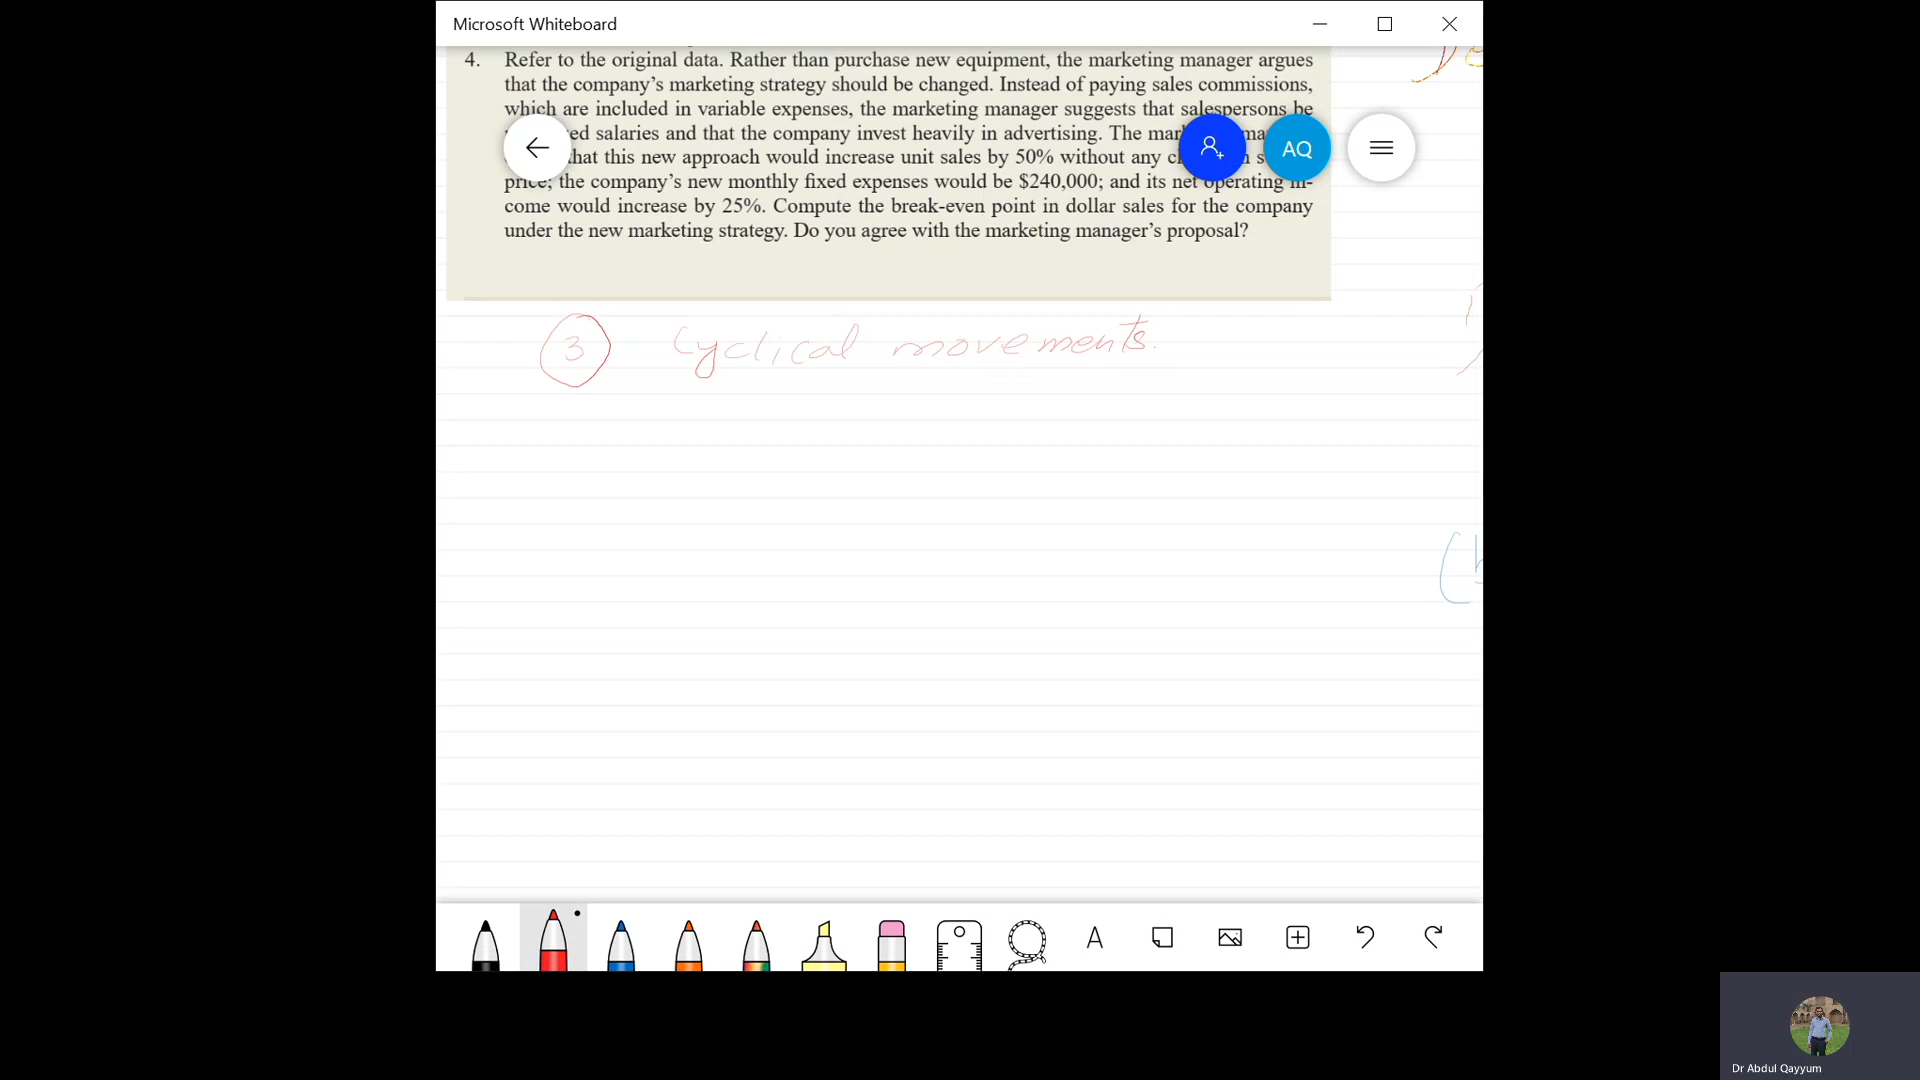 Microsoft Whiteboard
4. Refer to the original data. Rather than purchase new equipment, the marketing manager argues
that the company's marketing strategy should be changed. Instead of paying sales commissions,
which are included in variable expenses, the marketing manager suggests that salespersons be
ed salaries and that the company invest heavily in advertising. The mar ma
hat this new approach would increase unit sales by 50% without any c n s
price; the company's new monthly fixed expenses would be $240,000; and its net operating in-
come would increase by 25%. Compute the break-even point in dollar sales for the company
under the new marketing strategy. Do you agree with the marketing manager's proposal?
AQ
3 Cyclical movements.
Dr Abdul Qayyum